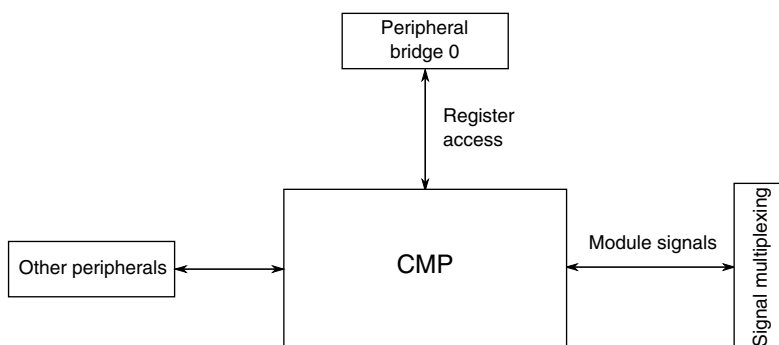 Peripheral
bridge 0
Register
access
Signal multiplexing
Module signals
Other peripherals
CMP